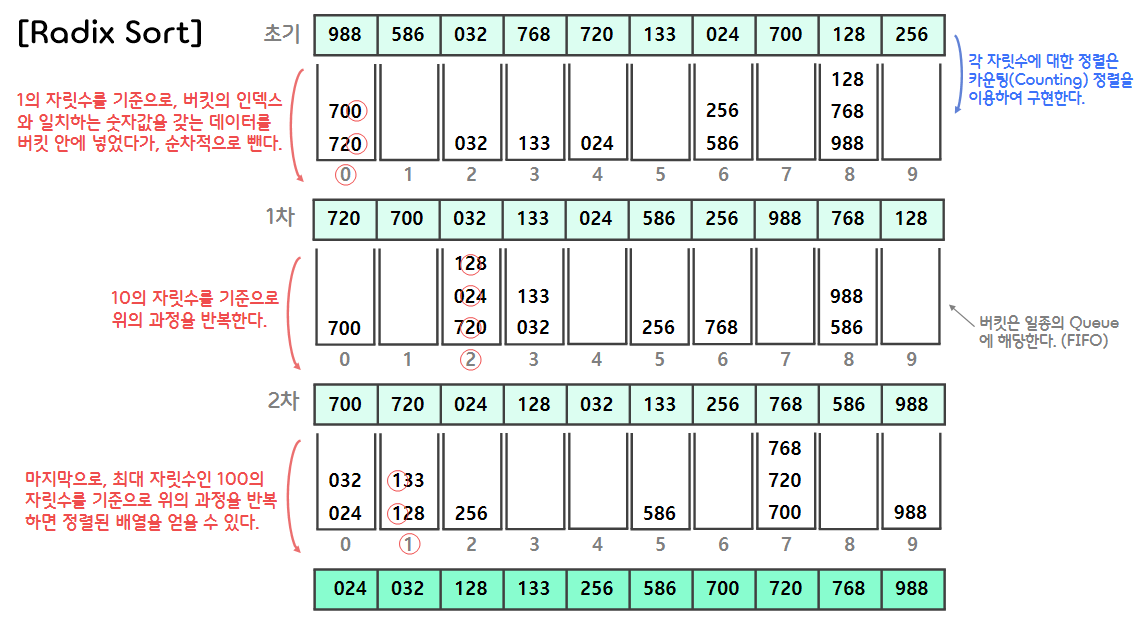 [Radix Sort]
초기 988 586 032 768 720 133 024 700 128 256
각 자릿수에 대한 정렬은
카운팅(Counting) 정렬을
이용하여 구현한다.
1의 자릿수를 기준으로, 버킷의 인덱스
와 일치하는 숫자값을 갖는 데이터를
버킷 안에 넣었다가, 순차적으로 뺀다.
128
700 256 768
720 032 133 024 586 988
0 1 2 3 4 5 6 7 8 9
1차 720 700 032 133 024 586 256 988 768 128
10의 자릿수를 기준으로
위의 과정을 반복한다.
128
024 133 988
700 720 032 256 768 586
0 1 2 3 4 5 6 7 8 9
버킷은 일종의 Queue
에 해당한다. (FIFO)
2차 700 720 024 128 032 133 256 768 586 988
마지막으로, 최대 자릿수인 100의
자릿수를 기준으로 위의 과정을 반복
하면 정렬된 배열을 얻을 수 있다.
768
032 133 720
024 128 256 586 700 988
0 1 2 3 4 5 6 7 8 9
024 032 128 133 256 586 700 720 768 988